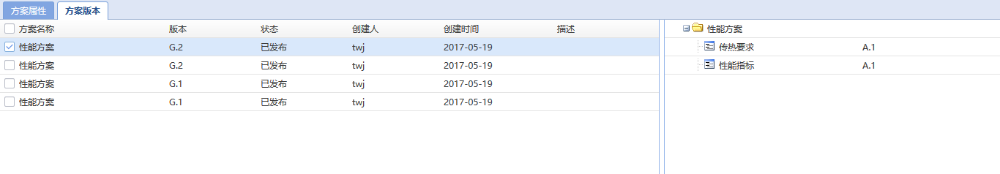 方案属性 方案版本
方案名称 版本 状态 创建人 创建时间 描述
性能方案 G.2 已发布 twj 2017-05-19
性能方案 G.2 已发布 twj 2017-05-19
性能方案 G.1 已发布 twj 2017-05-19
性能方案 G.1 已发布 twj 2017-05-19
性能方案
传热要求 A.1
性能指标 A.1